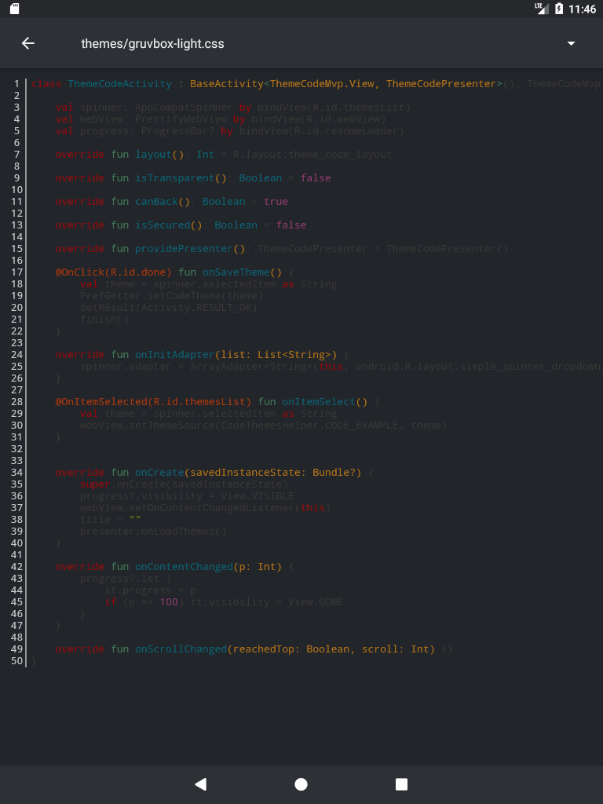 LTE 11:46
themes/gruvbox-light.css
1 class ThemeCodeActivity : BaseActivity<ThemeCodeMvp.View, ThemeCodePresenter>(), ThemeCodeMvp
2
3 val spinner: AppCompatSpinner by bindView(R.id.themesList)
4 val webView: PrettifyWebView by bindView(R.id.webView)
5 val progress: ProgressBar? by bindView(R.id.readmeLoader)
6
7 override fun layout(): Int = R.layout.theme_code_layout
8
9 override fun isTransparent(): Boolean = false
10
11 override fun canBack(): Boolean = true
12
13 override fun isSecured(): Boolean = false
14
15 override fun providePresenter(): ThemeCodePresenter = ThemeCodePresenter()
16
17 @OnClick(R.id.done) fun onSaveTheme() {
18 val theme = spinner.selectedItem as String
19 PrefGetter.setCodeTheme(theme)
20 setResult(Activity.RESULT_OK)
21 finish()
22 }
23
24 override fun onInitAdapter(list: List<String>) {
25 spinner.adapter = ArrayAdapter<String>(this, android.R.layout.simple_spinner_dropdown
26 }
27
28 @OnItemSelected(R.id.themesList) fun onItemSelect() {
29 val theme = spinner.selectedItem as String
30 webView.setThemeSource(CodeThemesHelper.CODE_EXAMPLE, theme)
31 }
32
33
34 override fun onCreate(savedInstanceState: Bundle?) {
35 super.onCreate(savedInstanceState)
36 progress?.visibility = View.VISIBLE
37 webView.setOnContentChangedListener(this)
38 title = ""
39 presenter.onLoadThemes()
40 }
41
42 override fun onContentChanged(p: Int) {
43 progress?.let {
44 it.progress = p
45 if (p == 100) it.visibility = View.GONE
46 }
47 }
48
49 override fun onScrollChanged(reachedTop: Boolean, scroll: Int) {}
50 }